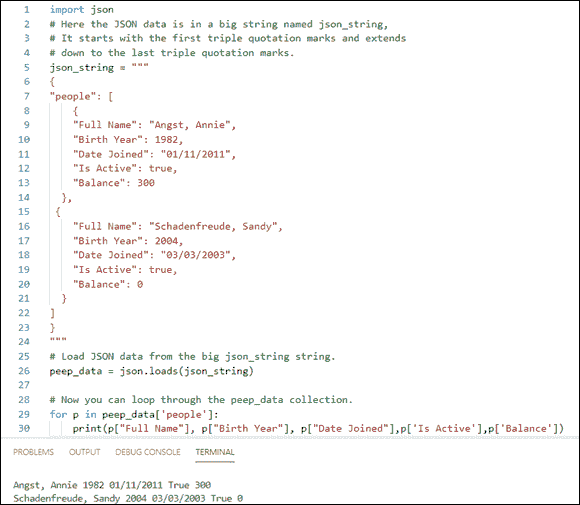 1 import json
2 # Here the JSON data is in a big string named json_string,
3 # It starts with the first triple quotation marks and extends
4 # down to the last triple quotation marks.
5 json_string = """
6 {
7 "people": [
8     {
9     "Full Name": "Angst, Annie",
10     "Birth Year": 1982,
11     "Date Joined": "01/11/2011",
12     "Is Active": true,
13     "Balance": 300
14   },
15  {
16     "Full Name": "Schadenfreude, Sandy",
17     "Birth Year": 2004,
18     "Date Joined": "03/03/2003",
19     "Is Active": true,
20     "Balance": 0
21   }
22 ]
23 }
24 """
25 # Load JSON data from the big json_string string.
26 peep_data = json.loads(json_string)
27
28 # Now you can loop through the peep_data collection.
29 for p in peep_data['people']:
30     print(p["Full Name"], p["Birth Year"], p["Date Joined"],p['Is Active'],p['Balance'])
PROBLEMS OUTPUT DEBUG CONSOLE TERMINAL
Angst, Annie 1982 01/11/2011 True 300
Schadenfreude, Sandy 2004 03/03/2003 True 0